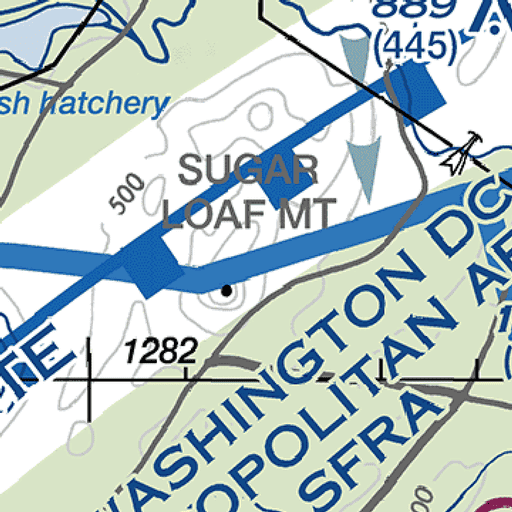 889
(445)
sh hatchery
SUGAR
LOAF MT
500
1282
WASHINGTON DC
OPOLITAN AR
SFRA